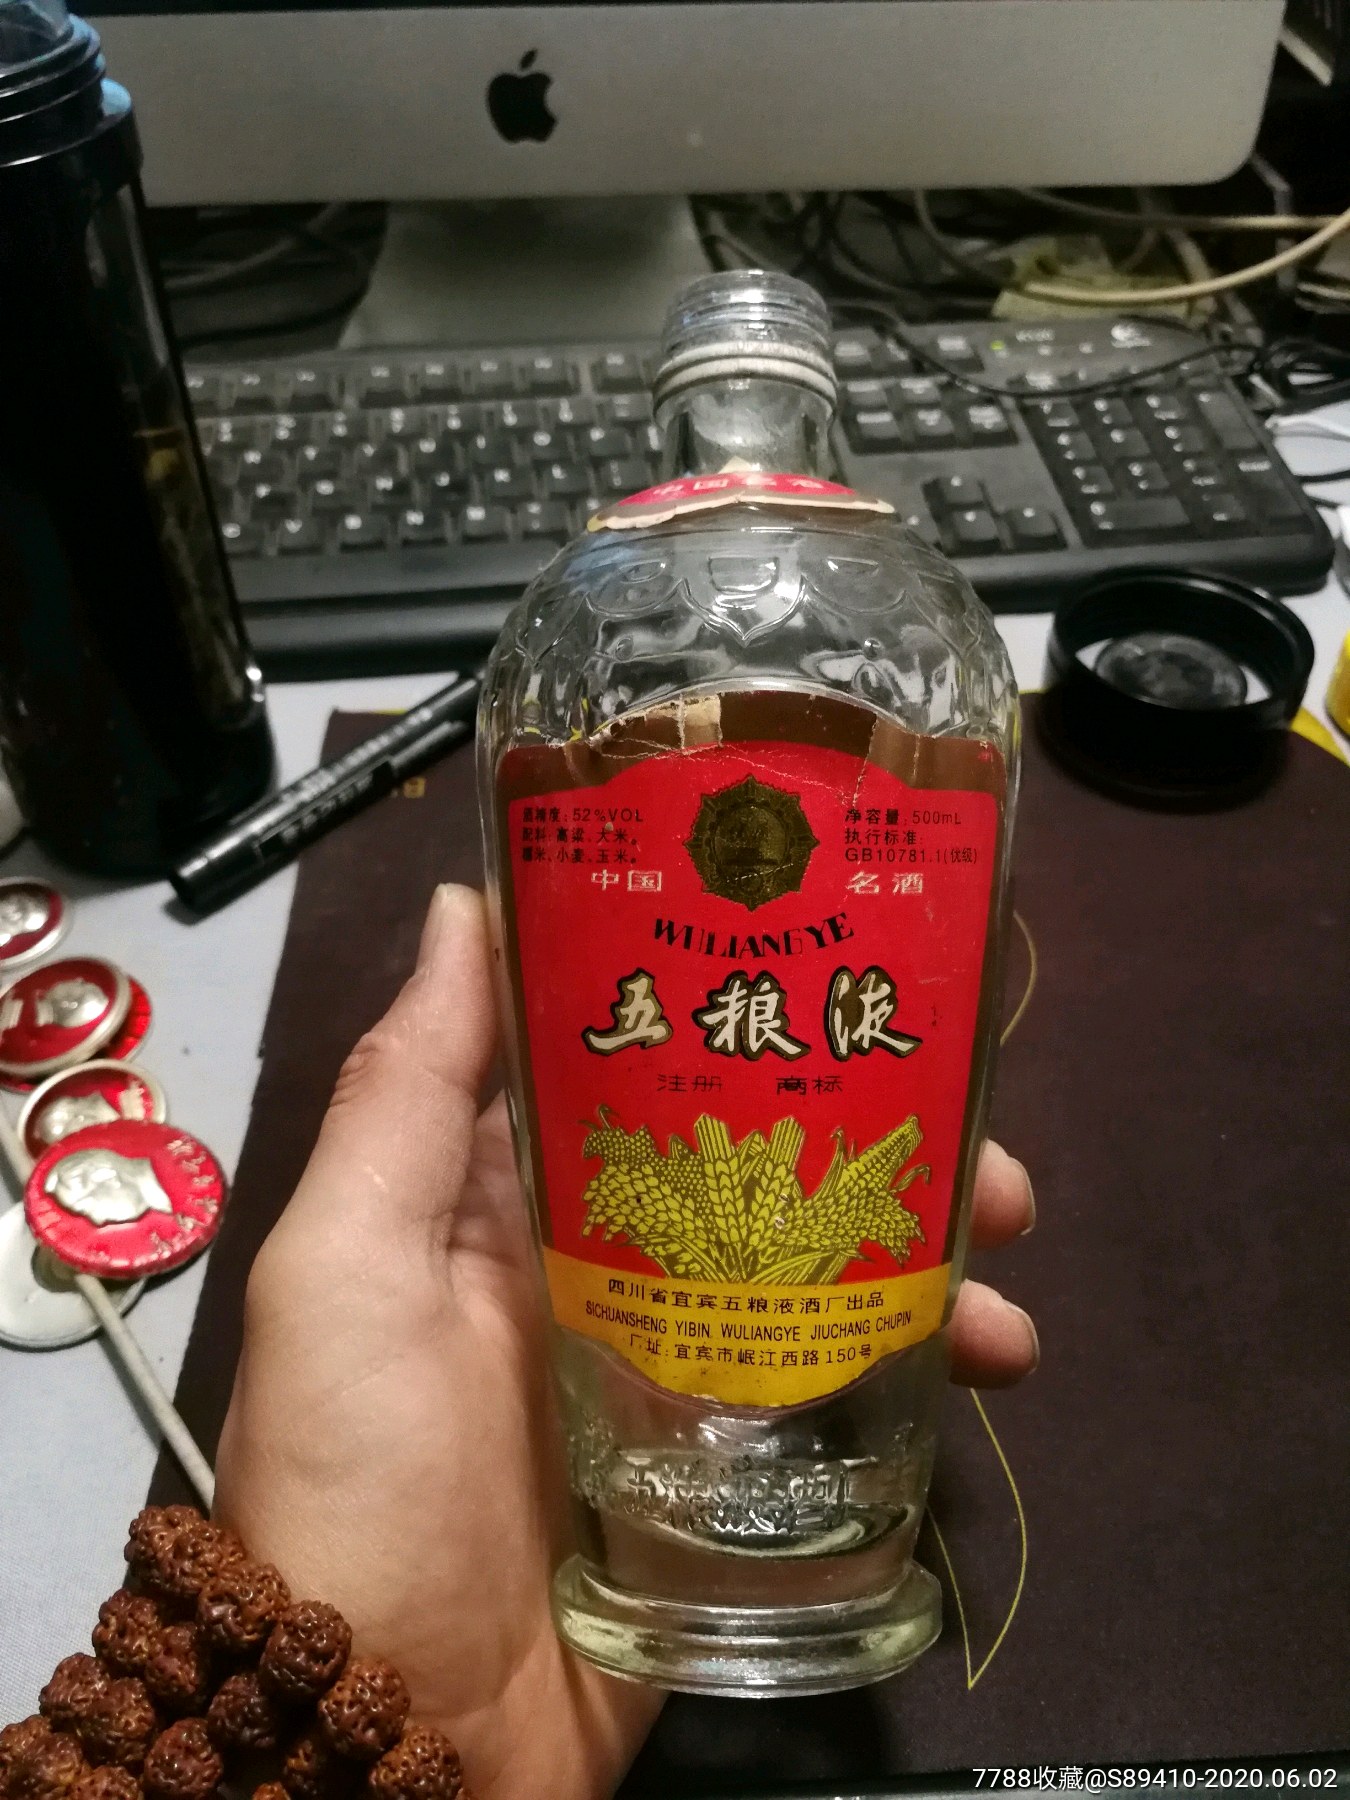 中国名酒
酒精度:52%VOL
配料:高粱、大米。
糯米、小麦、玉米。
净容量:500mL
执行标准:
GB10781.1(优级)
中国 名酒
WULIANGYE
五粮液
注册 商标
四川省宜宾五粮液酒厂出品
SICHUANSHENG YIBIN WULIANGYE JIUCHANG CHUPIN
厂址:宜宾市岷江西路150号
7788收藏@S89410-2020.06.02